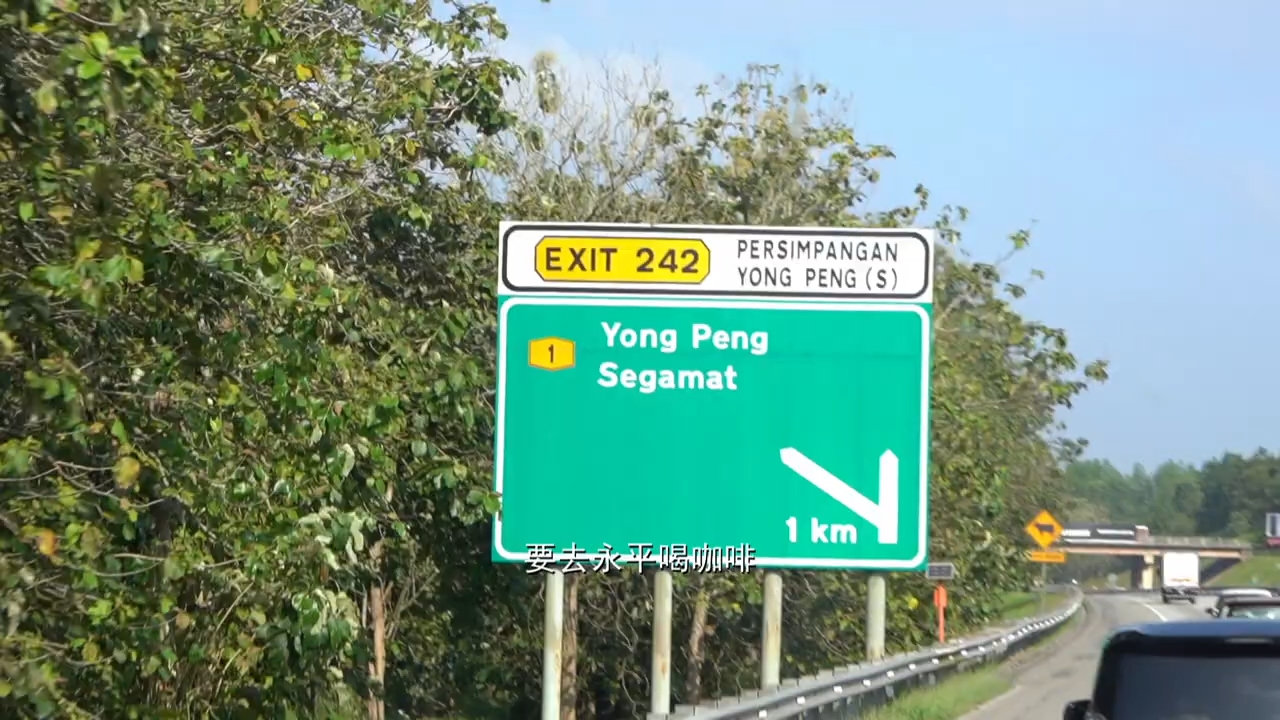 EXIT 242
PERSIMPANGAN
YONG PENG (S)
1
Yong Peng
Segamat
1 km
要去永平喝咖啡